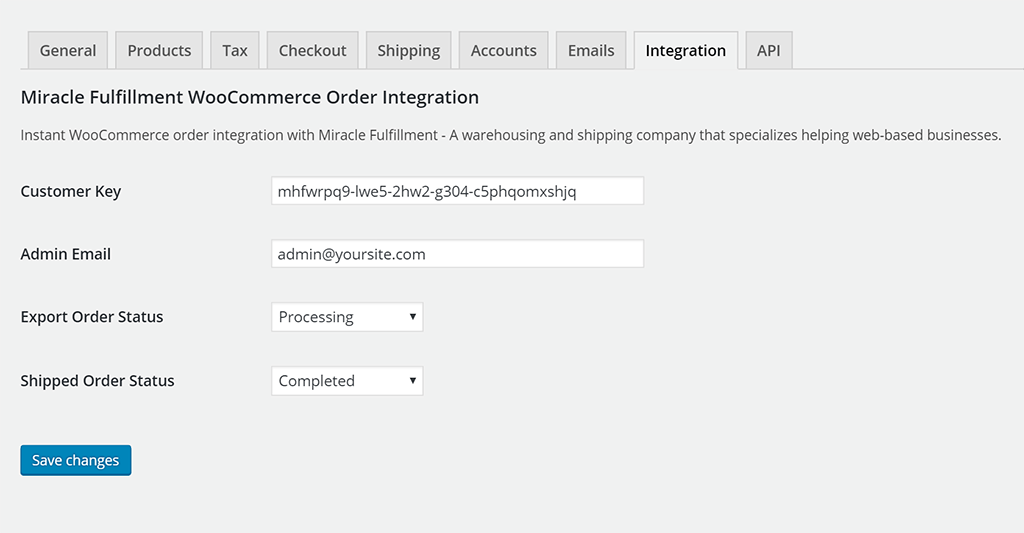 General Products Tax Checkout Shipping Accounts Emails Integration API
Miracle Fulfillment WooCommerce Order Integration
Instant WooCommerce order integration with Miracle Fulfillment - A warehousing and shipping company that specializes helping web-based businesses.
Customer Key mhfwrpq9-lwe5-2hw2-g304-c5phqomxshjq
Admin Email admin@yoursite.com
Export Order Status Processing
Shipped Order Status Completed
Save changes